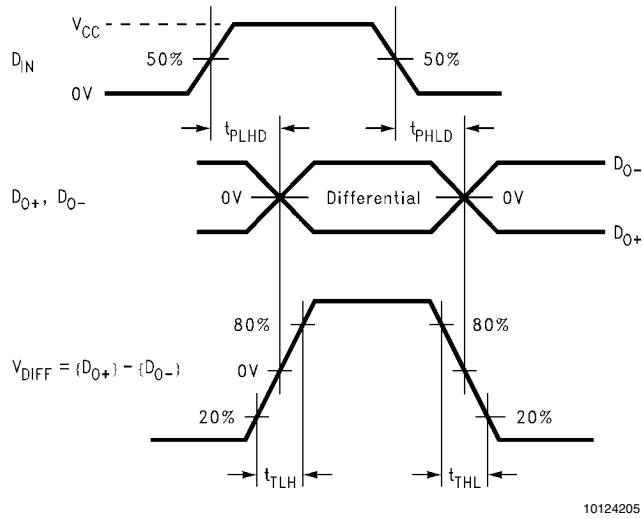 V_CC
D_IN
50%
50%
0V
t_PLHD
t_PHLD
D_O+, D_O–
0V
Differential
0V
D_O–
D_O+
80%
80%
V_DIFF = {D_O+} – {D_O–}
0V
20%
20%
t_TLH
t_THL
10124205